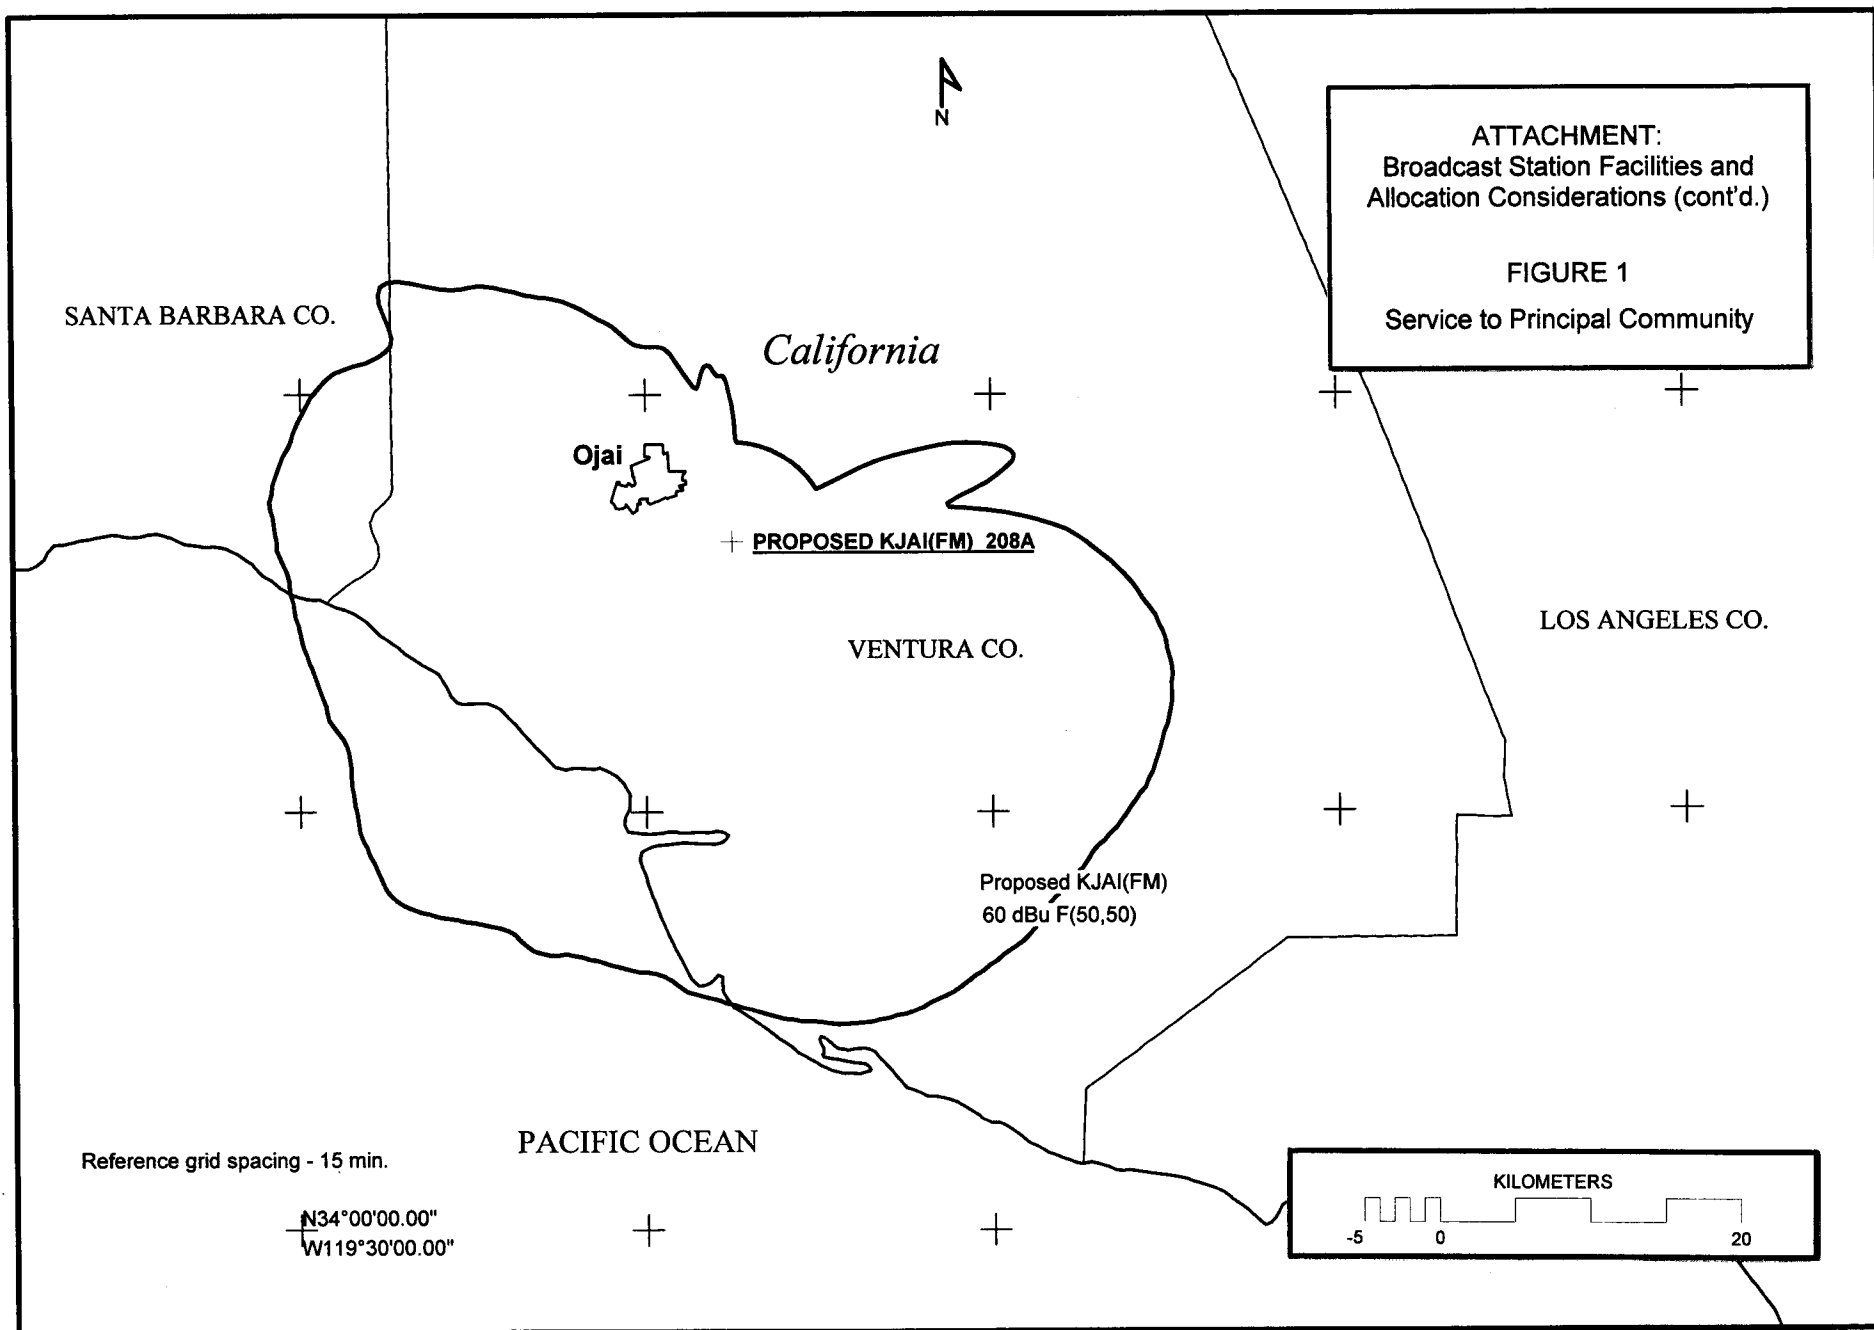 N
ATTACHMENT:
Broadcast Station Facilities and
Allocation Considerations (cont'd.)
FIGURE 1
Service to Principal Community
SANTA BARBARA CO.
California
Ojai
PROPOSED KJAI(FM) 208A
LOS ANGELES CO.
VENTURA CO.
Proposed KJAI(FM)
60 dBu F(50,50)
PACIFIC OCEAN
Reference grid spacing - 15 min.
N34°00'00.00"
W119°30'00.00"
KILOMETERS
-5 0 20